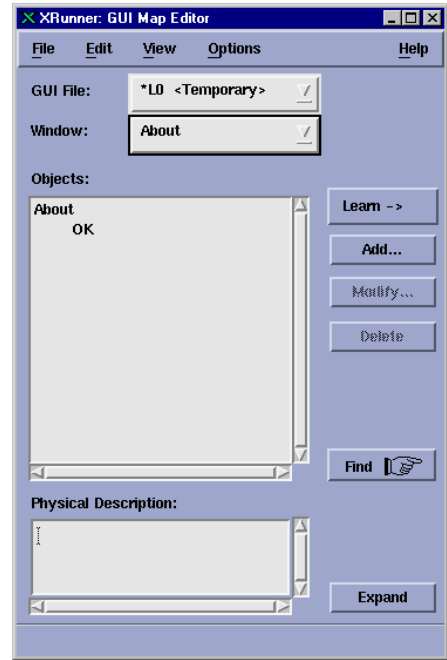 XRunner: GUI Map Editor
File Edit View Options Help
GUI File: *L0 <Temporary>
Window: About
Objects:
About
OK
Learn ->
Add...
Modify...
Delete
Find
Physical Description:
Expand